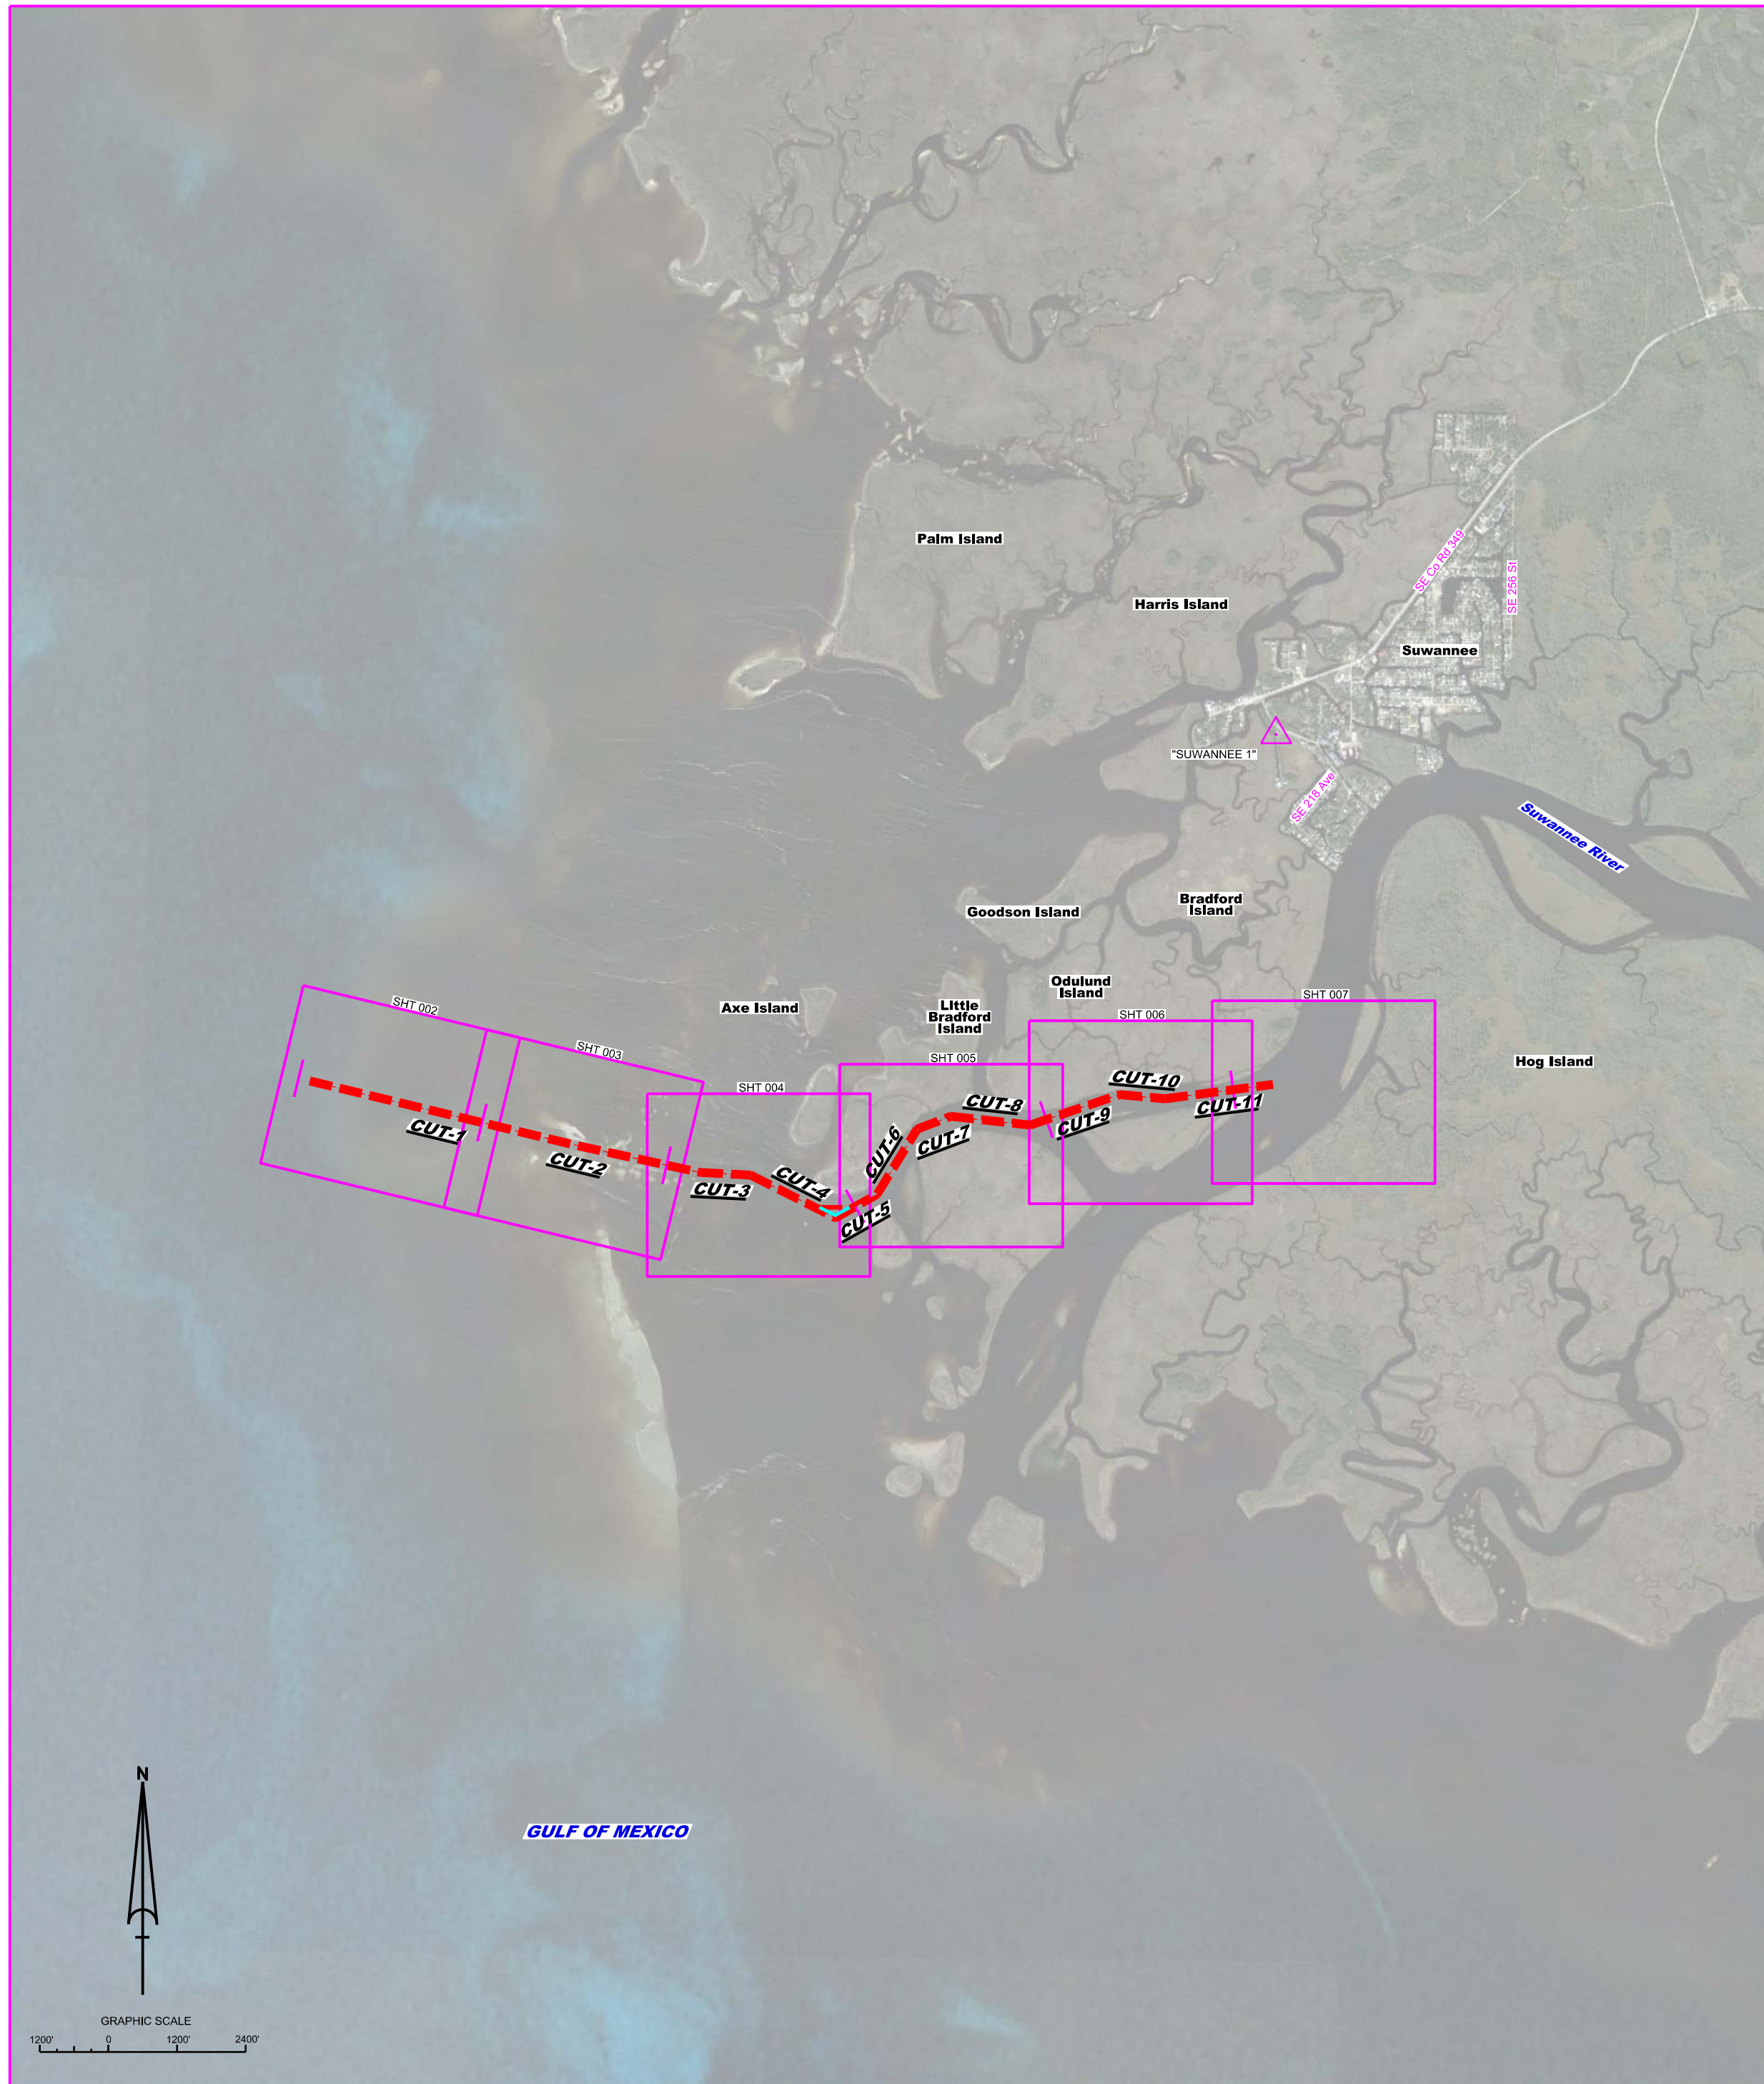 Palm Island
Harris Island
SE Co Rd 349
SE 256 St
Suwannee
"SUWANNEE 1"
SE 218 Ave
Suwannee River
Goodson Island
Bradford
Island
Odulund
Island
Axe Island
LIttle
Bradford
Island
SHT 002
SHT 003
SHT 004
SHT 005
SHT 006
SHT 007
Hog Island
CUT-1
CUT-2
CUT-3
CUT-4
CUT-5
CUT-6
CUT-7
CUT-8
CUT-9
CUT-10
CUT-11
N
GULF OF MEXICO
GRAPHIC SCALE
1200' 0 1200' 2400'